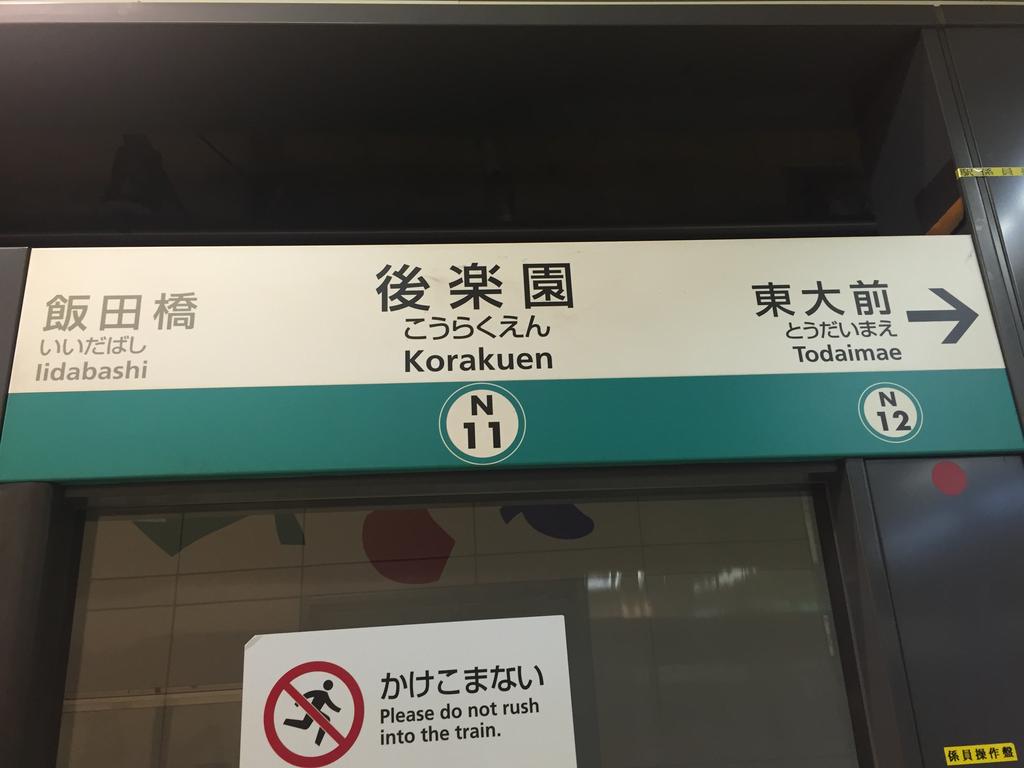 飯田橋
いいだばし
Iidabashi
後楽園
こうらくえん
Korakuen
N
11
東大前
とうだいまえ
Todaimae
N
12
かけこまない
Please do not rush
into the train.
係員操作盤